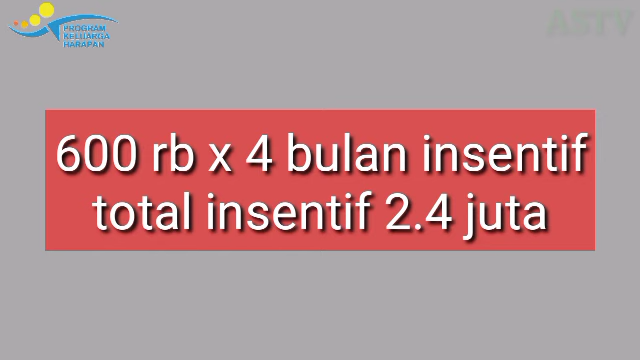 PROGRAM
KELUARGA
HARAPAN
ASTV
600 rb x 4 bulan insentif
total insentif 2.4 juta